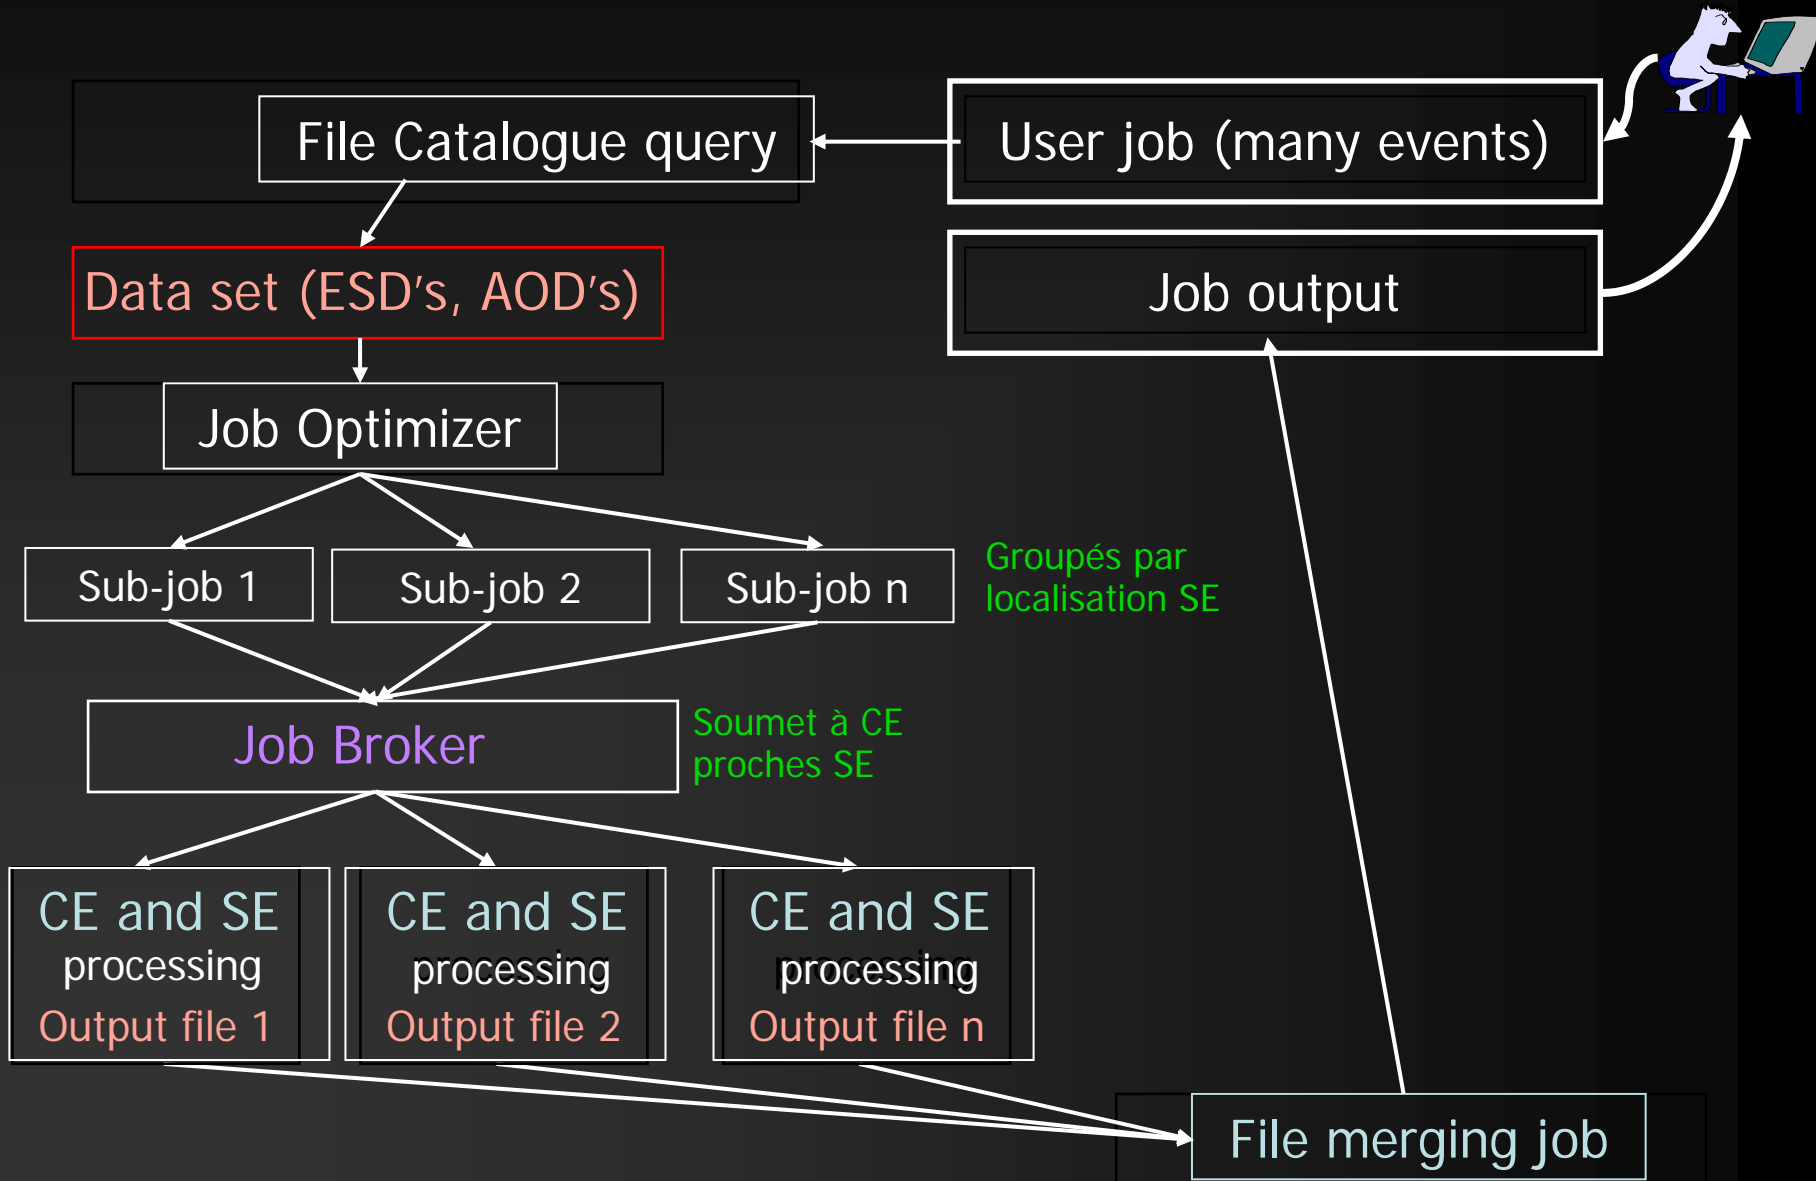 File Catalogue query
User job (many events)
Data set (ESD's, AOD's)
Job output
Job Optimizer
Sub-job 1
Sub-job 2
Sub-job n
Groupés par
localisation SE
Job Broker
Soumet à CE
proches SE
CE and SE
processing
Output file 1
CE and SE
processing
Output file 2
CE and SE
processing
Output file n
File merging job